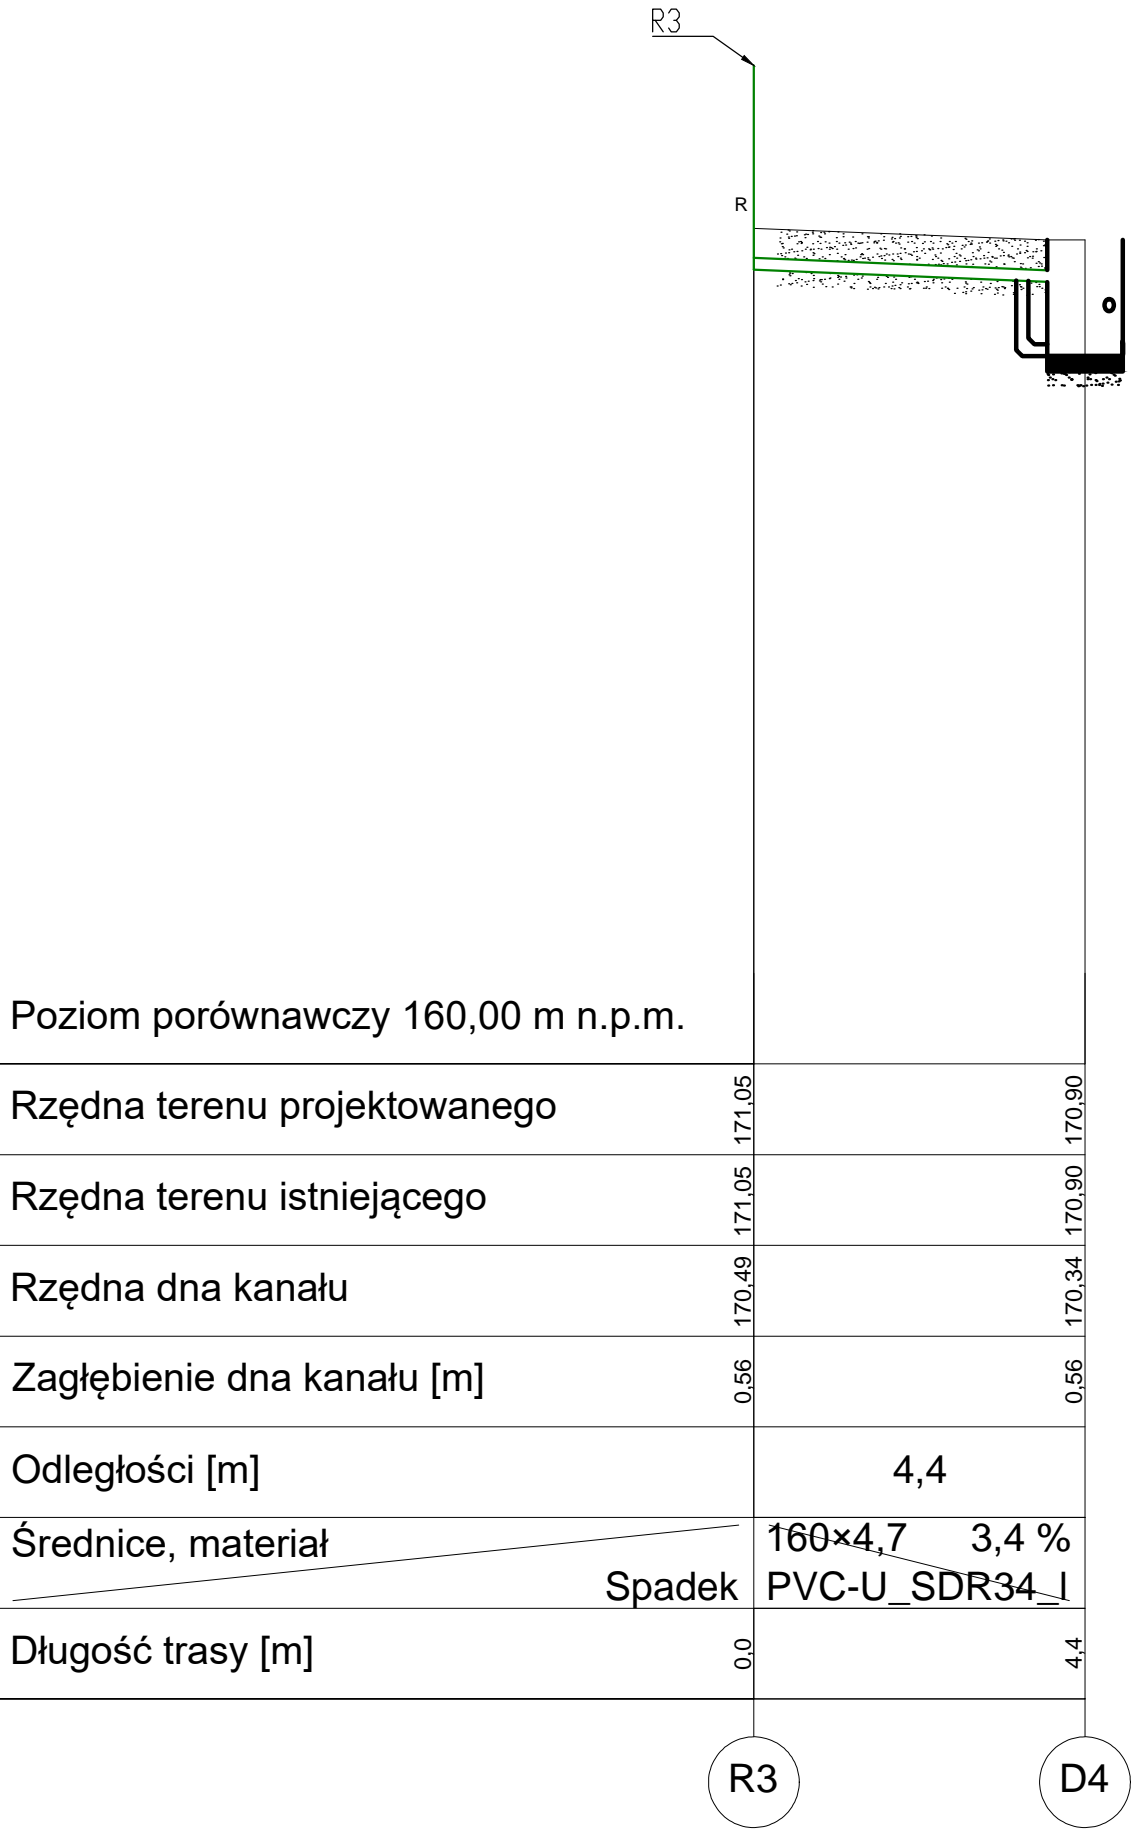 R3
R
Poziom porównawczy 160,00 m n.p.m.
Rzędna terenu projektowanego 171,05 170,90
Rzędna terenu istniejącego 171,05 170,90
Rzędna dna kanału 170,49 170,34
Zagłębienie dna kanału [m] 0,56 0,56
Odległości [m] 4,4
Średnice, materiał 160×4,7 3,4 %
Spadek PVC-U_SDR34_l
Długość trasy [m] 0,0 4,4
R3 D4